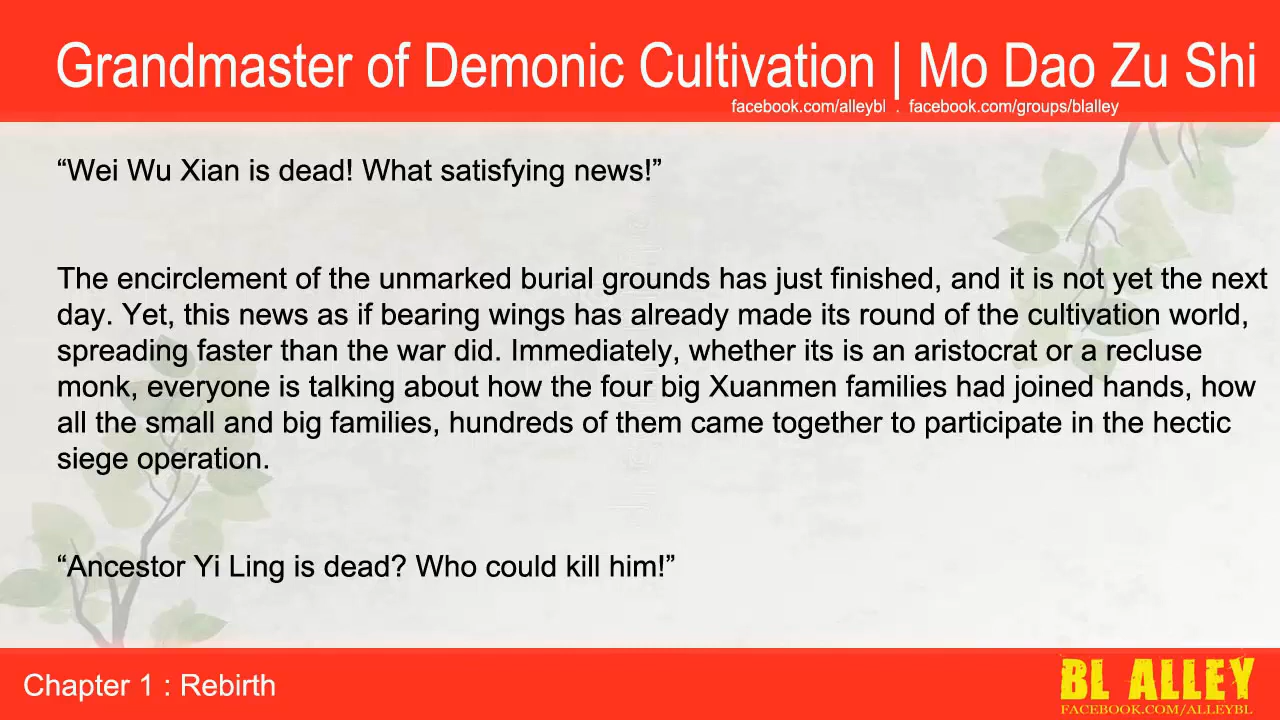 Grandmaster of Demonic Cultivation | Mo Dao Zu Shi
facebook.com/alleybl . facebook.com/groups/blalley
“Wei Wu Xian is dead! What satisfying news!”
The encirclement of the unmarked burial grounds has just finished, and it is not yet the next
day. Yet, this news as if bearing wings has already made its round of the cultivation world,
spreading faster than the war did. Immediately, whether its is an aristocrat or a recluse
monk, everyone is talking about how the four big Xuanmen families had joined hands, how
all the small and big families, hundreds of them came together to participate in the hectic
siege operation.
“Ancestor Yi Ling is dead? Who could kill him!”
Chapter 1 : Rebirth
BL ALLEY
FACEBOOK.COM/ALLEYBL